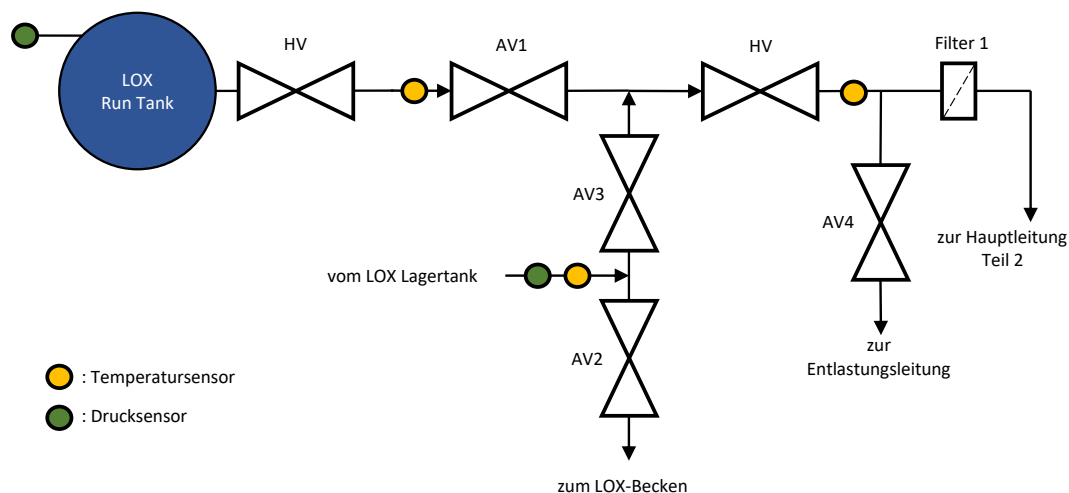 HV
AV1
HV
Filter 1
LOX
Run Tank
AV3
AV4
zur Hauptleitung
Teil 2
vom LOX Lagertank
AV2
zur
Entlastungsleitung
: Temperatursensor
: Drucksensor
zum LOX-Becken